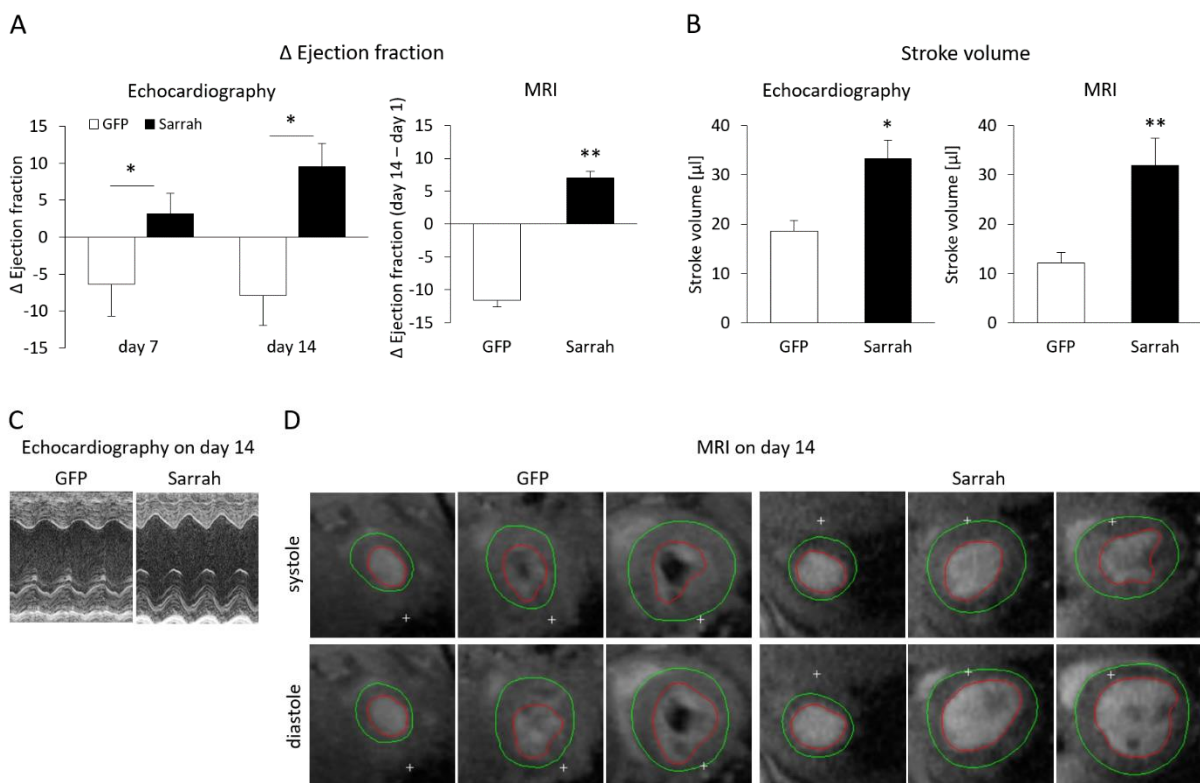 A
Δ Ejection fraction
Echocardiography
GFP
Sarrah
Δ Ejection fraction
15
10
5
0
-5
-10
-15
*
*
day 7
day 14
MRI
Δ Ejection fraction (day 14 – day 1)
15
10
5
0
-5
-10
-15
**
GFP
Sarrah
B
Stroke volume
Echocardiography
Stroke volume [µl]
40
30
20
10
0
*
GFP
Sarrah
MRI
Stroke volume [µl]
40
30
20
10
0
**
GFP
Sarrah
C
Echocardiography on day 14
GFP
Sarrah
D
MRI on day 14
GFP
Sarrah
systole
diastole